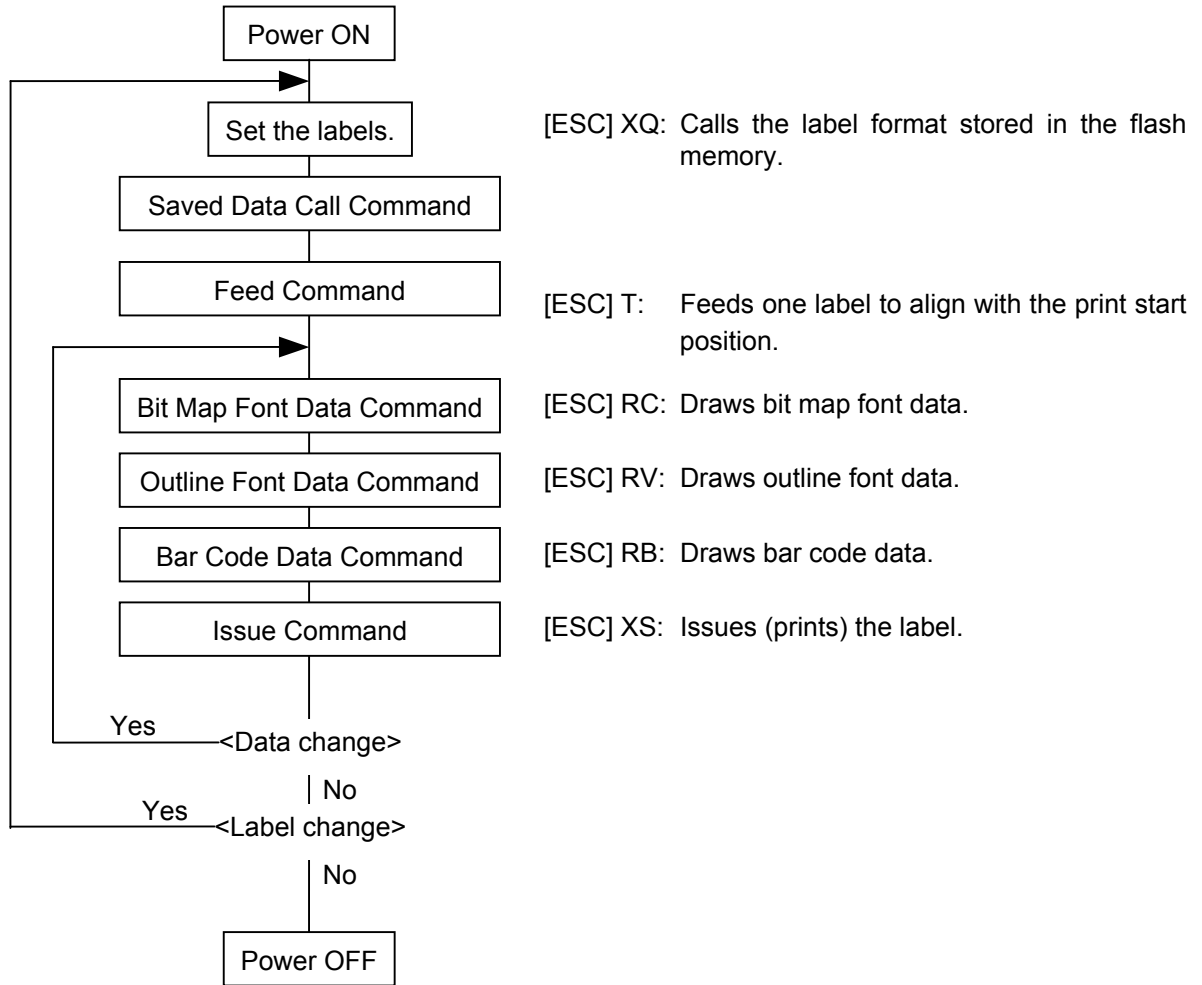 Power ON
Set the labels.
[ESC] XQ: Calls the label format stored in the flash
memory.
Saved Data Call Command
Feed Command
[ESC] T: Feeds one label to align with the print start
position.
Bit Map Font Data Command
[ESC] RC: Draws bit map font data.
Outline Font Data Command
[ESC] RV: Draws outline font data.
Bar Code Data Command
[ESC] RB: Draws bar code data.
Issue Command
[ESC] XS: Issues (prints) the label.
Yes
<Data change>
No
Yes
<Label change>
No
Power OFF